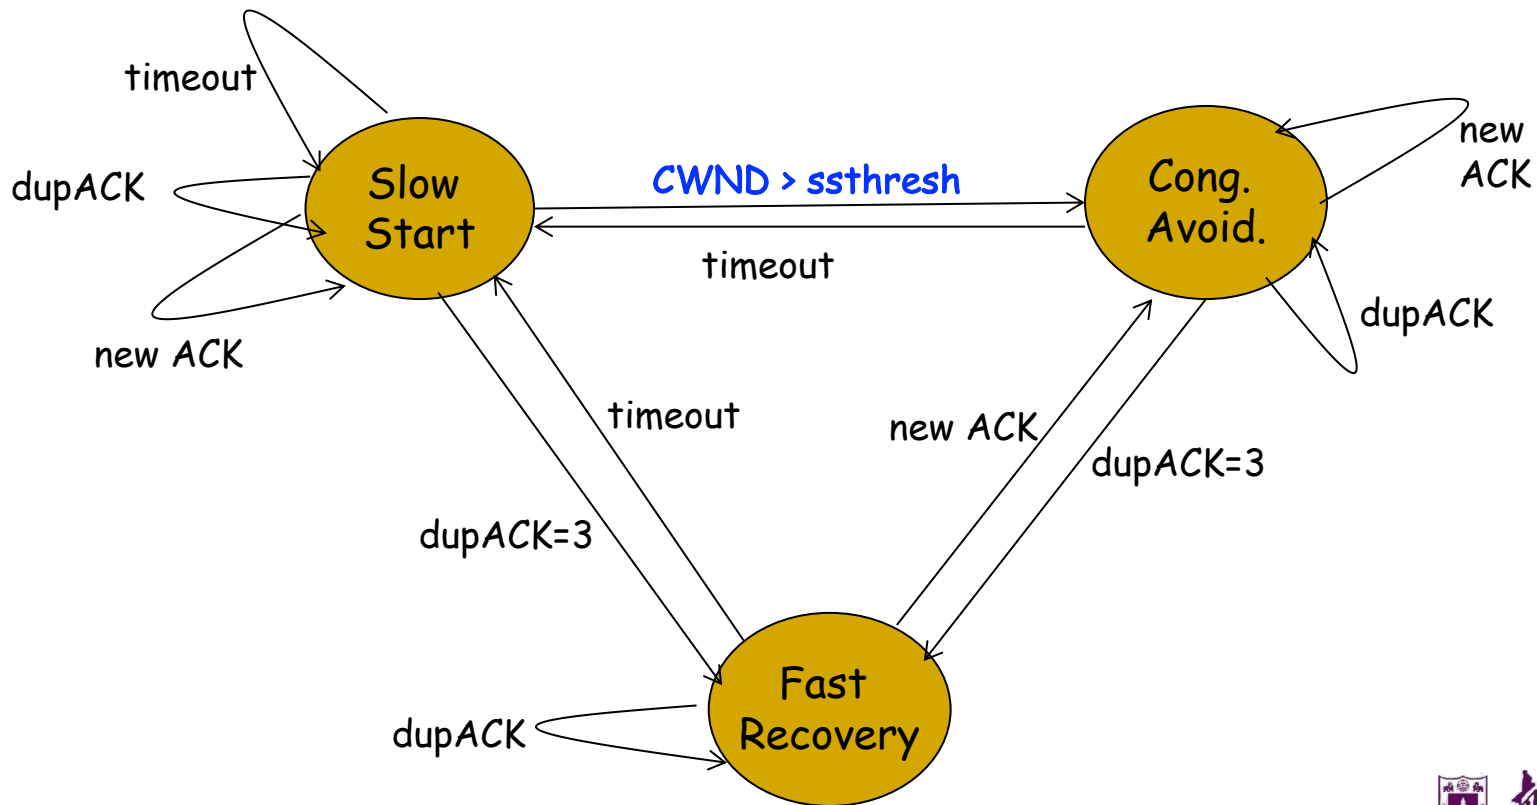 timeout
dupACK
Slow
Start
new ACK
CWND > ssthresh
timeout
Cong.
Avoid.
new
ACK
dupACK
timeout
new ACK
dupACK=3
dupACK=3
Fast
Recovery
dupACK